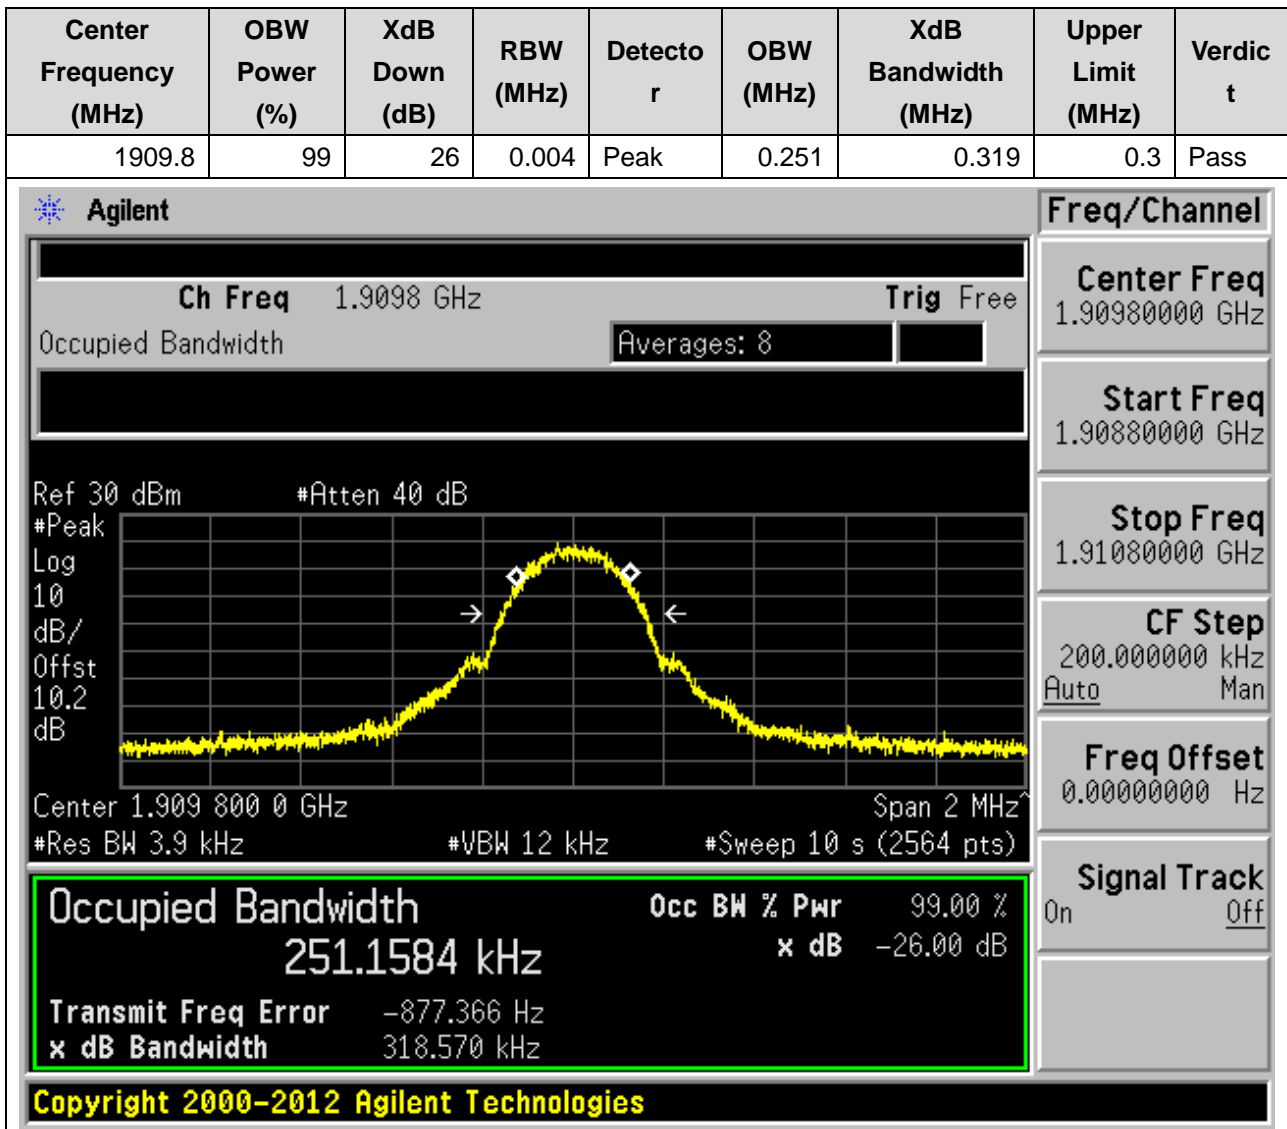 Center Frequency (MHz) OBW Power (%) XdB Down (dB) RBW (MHz) Detector OBW (MHz) XdB Bandwidth (MHz) Upper Limit (MHz) Verdict
1909.8 99 26 0.004 Peak 0.251 0.319 0.3 Pass
Agilent
Freq/Channel
Ch Freq 1.9098 GHz Trig Free
Occupied Bandwidth Averages: 8
Center Freq
1.90980000 GHz
Start Freq
1.90880000 GHz
Stop Freq
1.91080000 GHz
CF Step
200.000000 kHz
Auto Man
Freq Offset
0.00000000 Hz
Signal Track
On Off
Ref 30 dBm #Atten 40 dB
#Peak
Log
10
dB/
Offst
10.2
dB
Center 1.909 800 0 GHz Span 2 MHz^
#Res BW 3.9 kHz #VBW 12 kHz #Sweep 10 s (2564 pts)
Occupied Bandwidth Occ BW % Pwr 99.00 %
251.1584 kHz x dB -26.00 dB
Transmit Freq Error -877.366 Hz
x dB Bandwidth 318.570 kHz
Copyright 2000-2012 Agilent Technologies